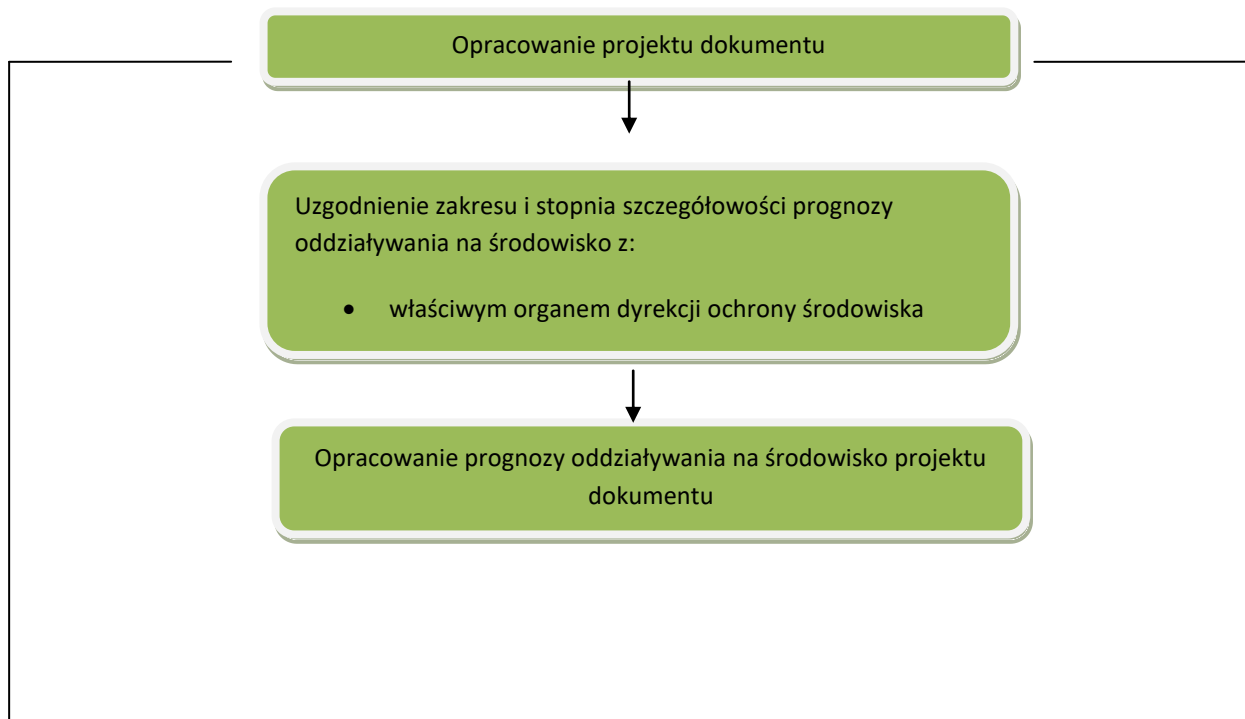 Opracowanie projektu dokumentu
Uzgodnienie zakresu i stopnia szczegółowości prognozy
oddziaływania na środowisko z:
• właściwym organem dyrekcji ochrony środowiska
Opracowanie prognozy oddziaływania na środowisko projektu
dokumentu